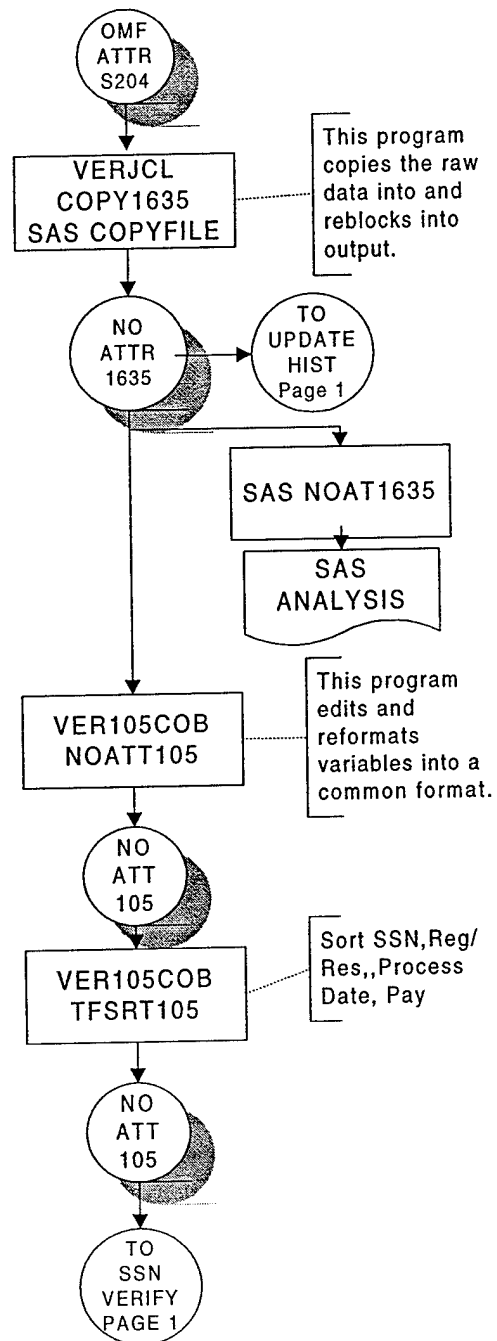 OMF
ATTR
S204
VERJCL
COPY1635
SAS COPYFILE
This program
copies the raw
data into and
reblocks into
output.
NO
ATTR
1635
TO
UPDATE
HIST
Page 1
SAS NOAT1635
SAS
ANALYSIS
VER105COB
NOATT105
This program
edits and
reformats
variables into a
common format.
NO
ATT
105
VER105COB
TFSRT105
Sort SSN,Reg/
Res,,Process
Date, Pay
NO
ATT
105
TO
SSN
VERIFY
PAGE 1